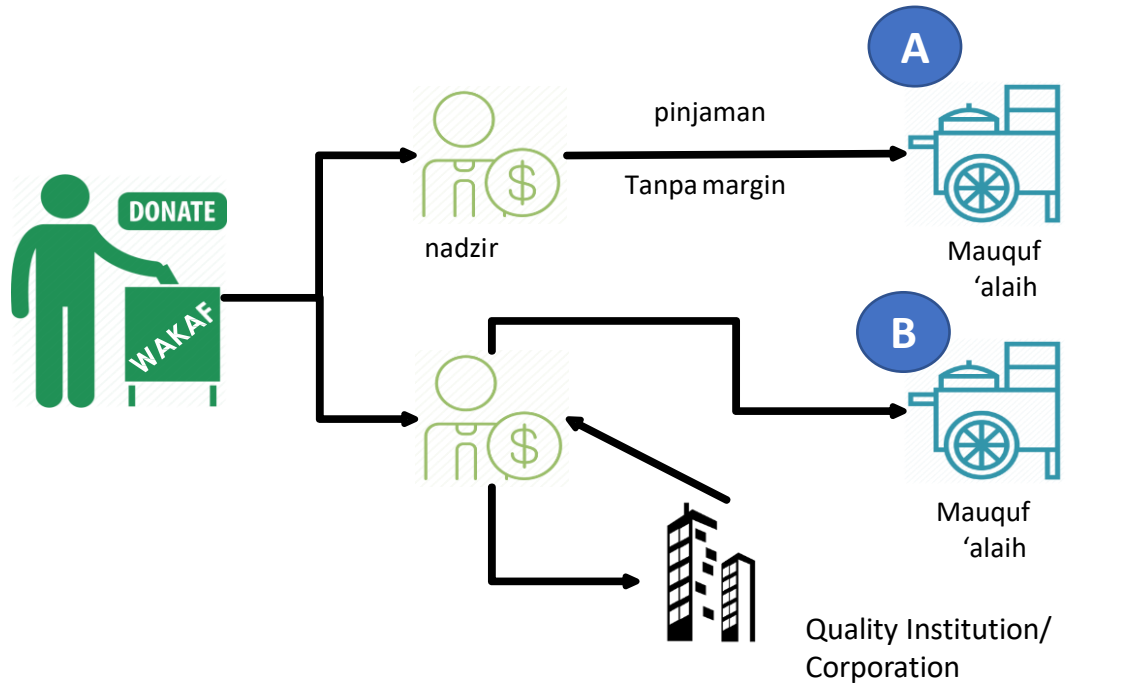 A
pinjaman
DONATE
Tanpa margin
nadzir
Mauquf
‘alaih
WAKAF
$
B
$
Mauquf
‘alaih
Quality Institution/
Corporation